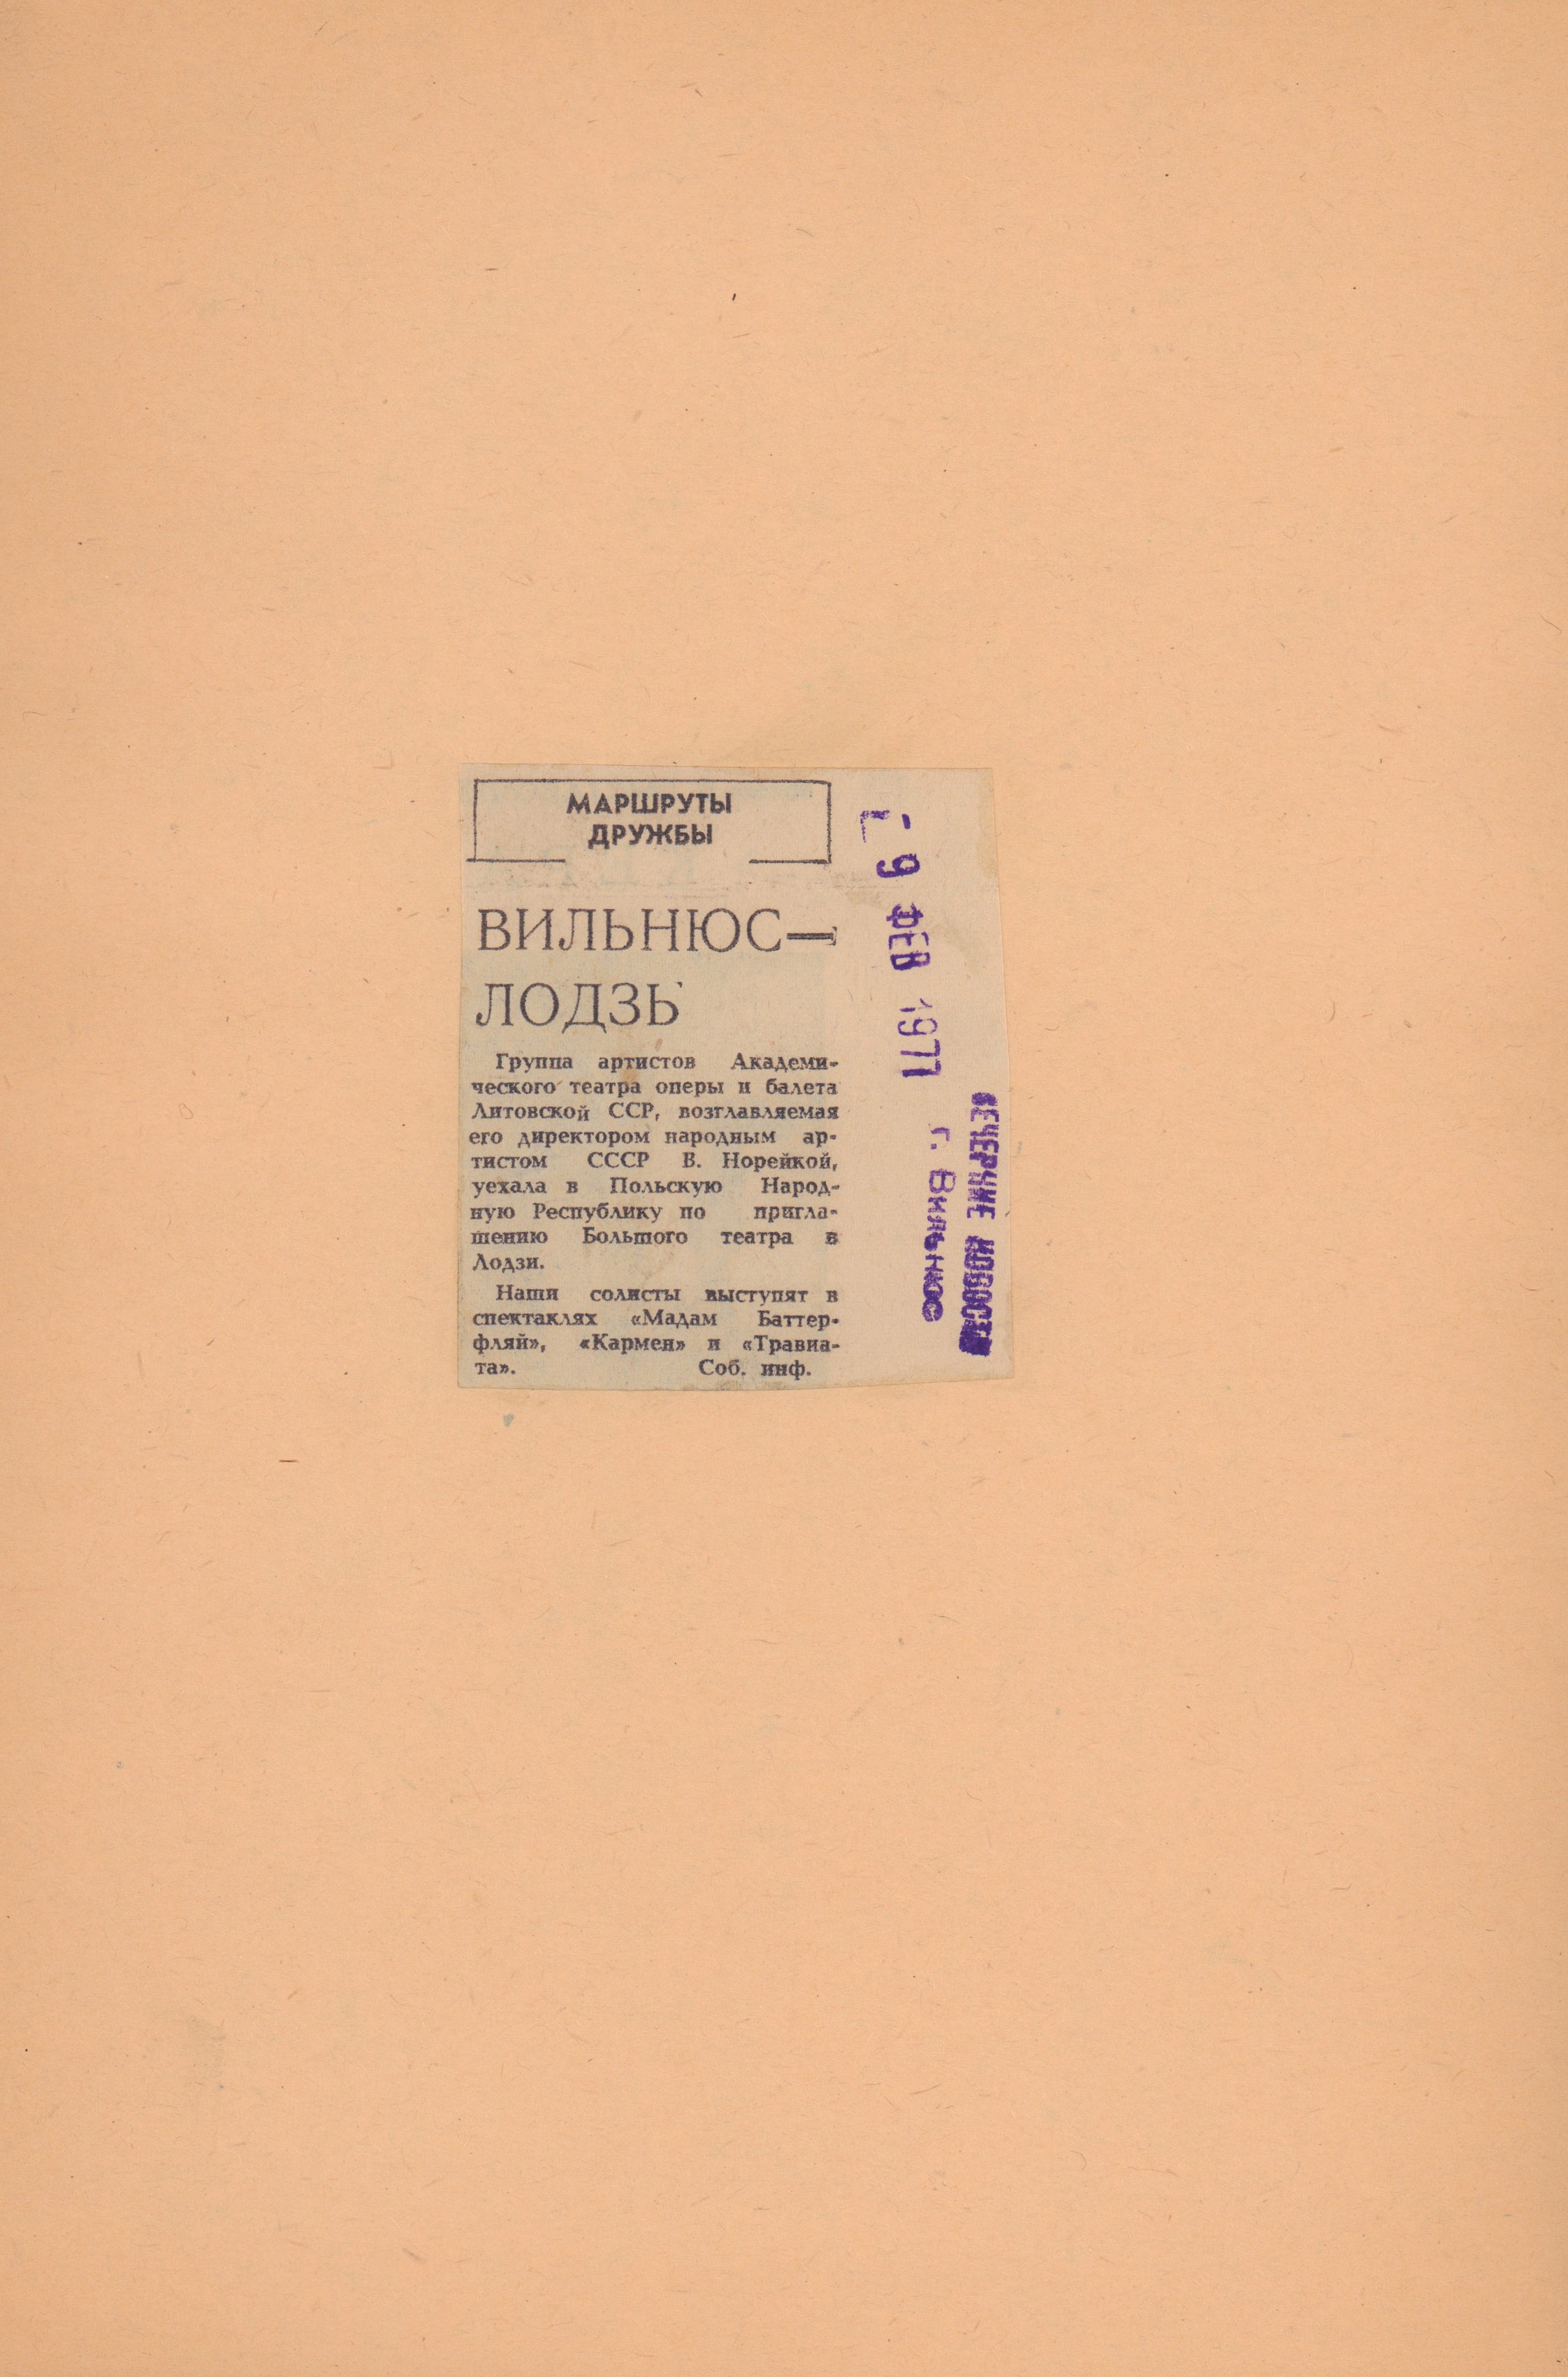 МАРШРУТЫ
ДРУЖБЫ
ВИЛЬНЮС—
ЛОДЗЬ
Группа артистов Академи-
ческого театра оперы и балета
Литовской ССР, возглавляемая
его директором народным ар-
тистом СССР В. Норейкой,
уехала в Польскую Народ-
ную Республику по пригла-
шению Большого театра в
Лодзи.
Наши солисты выступят в
спектаклях «Мадам Баттер-
фляй», «Кармен» и «Травиа-
та». Соб. инф.
- 9 ФЕВ 1977
ВЕЧЕРНИЕ НОВОСТИ
г. Вильнюс